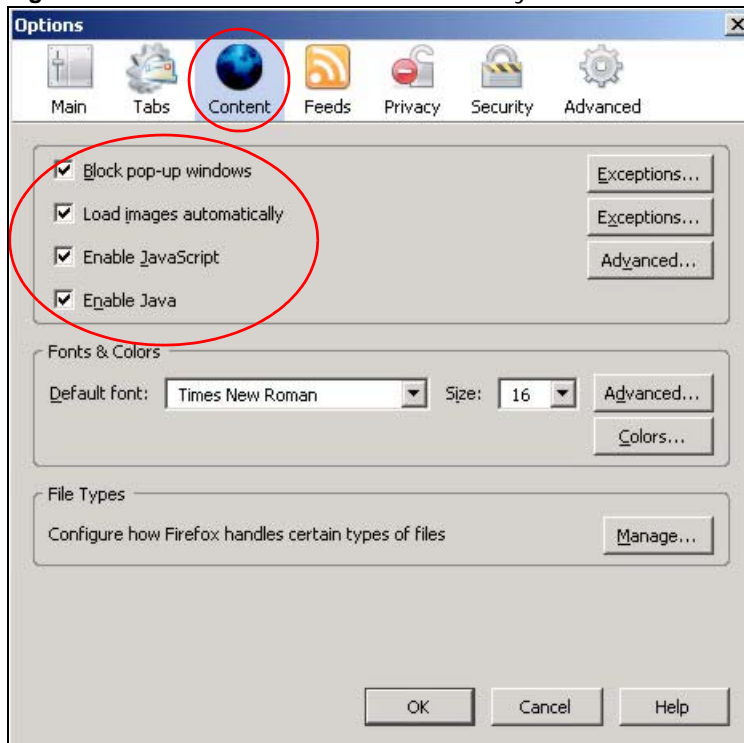 Options
Main Tabs Content Feeds Privacy Security Advanced
Block pop-up windows Exceptions...
Load images automatically Exceptions...
Enable JavaScript Advanced...
Enable Java
Fonts & Colors
Default font: Times New Roman Size: 16 Advanced...
Colors...
File Types
Configure how Firefox handles certain types of files Manage...
OK Cancel Help